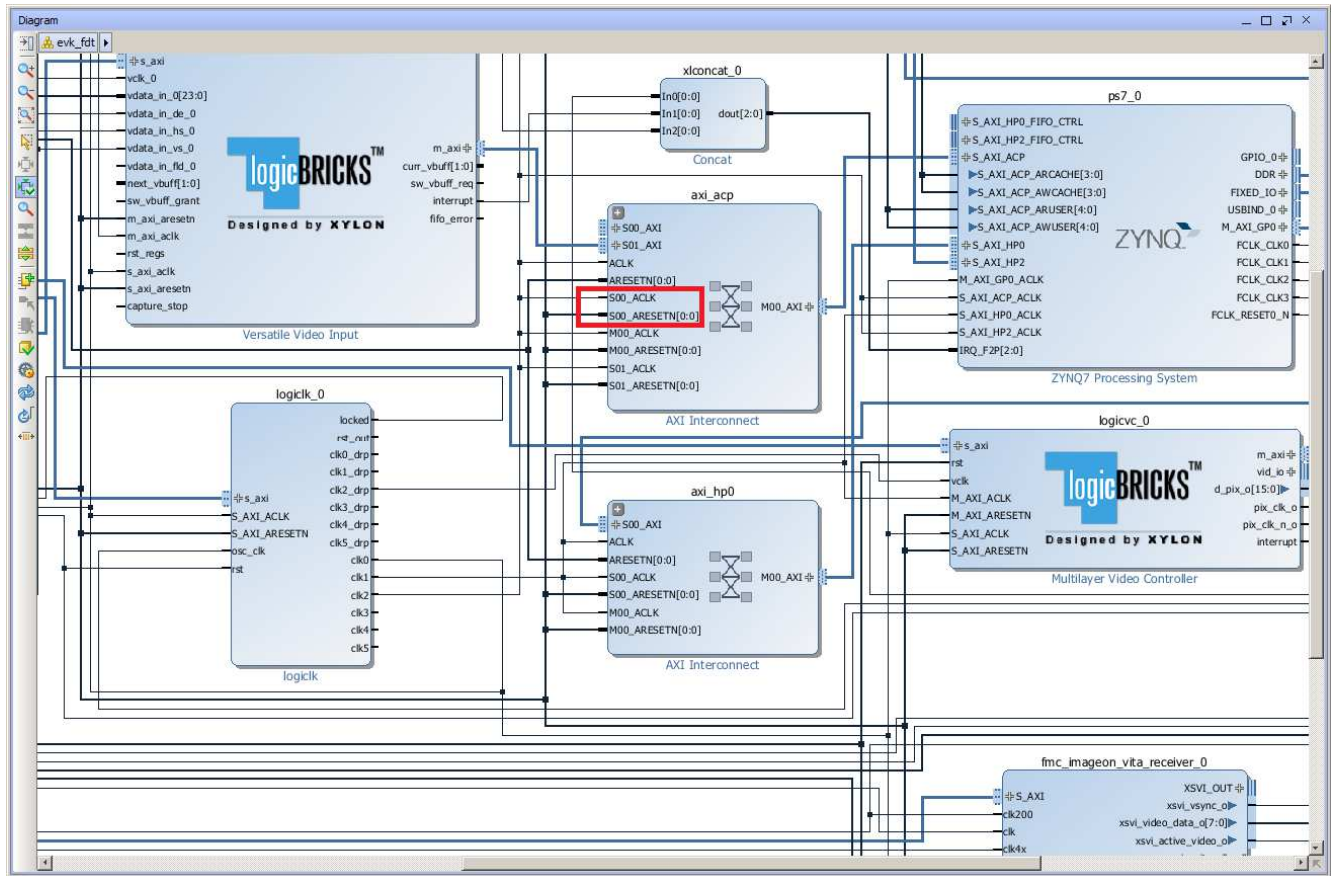 Diagram
evk_fdt
s_axi
vclk_0
vdata_in_0[23:0]
vdata_in_de_0
vdata_in_hs_0
vdata_in_vs_0
vdata_in_fld_0
next_vbuff[1:0]
sw_vbuff_grant
m_axi_aresetn
m_axi_aclk
rst_regs
s_axi_aclk
s_axi_aresetn
capture_stop
logicBRICKS™
Designed by XYLON
m_axi
curr_vbuff[1:0]
sw_vbuff_req
interrupt
fifo_error
Versatile Video Input
xlconcat_0
In0[0:0]
In1[0:0]
In2[0:0]
dout[2:0]
Concat
axi_acp
S00_AXI
S01_AXI
ACLK
ARESETN[0:0]
S00_ACLK
S00_ARESETN[0:0]
M00_ACLK
M00_ARESETN[0:0]
S01_ACLK
S01_ARESETN[0:0]
M00_AXI
AXI Interconnect
ps7_0
S_AXI_HP0_FIFO_CTRL
S_AXI_HP2_FIFO_CTRL
S_AXI_ACP
S_AXI_ACP_ARCACHE[3:0]
S_AXI_ACP_AWCACHE[3:0]
S_AXI_ACP_ARUSER[4:0]
S_AXI_ACP_AWUSER[4:0]
S_AXI_HP0
S_AXI_HP2
M_AXI_GP0_ACLK
S_AXI_ACP_ACLK
S_AXI_HP0_ACLK
S_AXI_HP2_ACLK
IRQ_F2P[2:0]
ZYNQ
GPIO_0
DDR
FIXED_IO
USBIND_0
M_AXI_GP0
FCLK_CLK0
FCLK_CLK1
FCLK_CLK2
FCLK_CLK3
FCLK_RESET0_N
ZYNQ7 Processing System
logiclk_0
s_axi
S_AXI_ACLK
S_AXI_ARESETN
osc_clk
rst
locked
rst_out
clk0_drp
clk1_drp
clk2_drp
clk3_drp
clk4_drp
clk5_drp
clk0
clk1
clk2
clk3
clk4
clk5
logiclk
axi_hp0
S00_AXI
ACLK
ARESETN[0:0]
S00_ACLK
S00_ARESETN[0:0]
M00_ACLK
M00_ARESETN[0:0]
M00_AXI
AXI Interconnect
logicvc_0
s_axi
rst
vclk
M_AXI_ACLK
M_AXI_ARESETN
S_AXI_ACLK
S_AXI_ARESETN
logicBRICKS™
Designed by XYLON
m_axi
vid_io
d_pix_o[15:0]
pix_clk_o
pix_clk_n_o
interrupt
Multilayer Video Controller
fmc_imageon_vita_receiver_0
S_AXI
clk200
clk
clk4x
XSVI_OUT
xsvi_vsync_o
xsvi_video_data_o[7:0]
xsvi_active_video_o